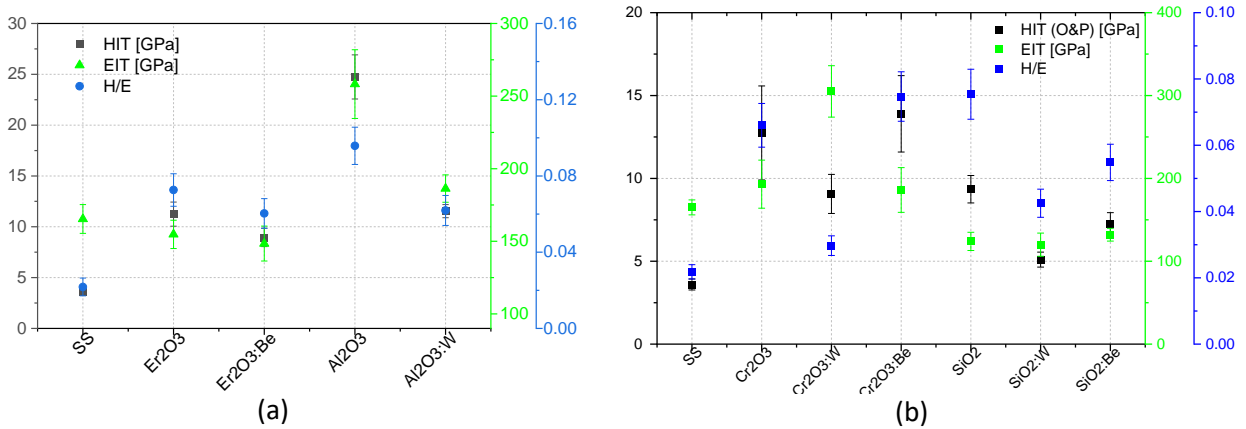 30
25
20
15
10
5
0
HIT [GPa]
EIT [GPa]
H/E
300
250
200
150
100
0.16
0.12
0.08
0.04
0.00
SS
Er2O3
Er2O3:Be
Al2O3
Al2O3:W
(a)
20
15
10
5
0
HIT (O&P) [GPa]
EIT [GPa]
H/E
400
300
200
100
0
0.10
0.08
0.06
0.04
0.02
0.00
SS
Cr2O3
Cr2O3:W
Cr2O3:Be
SiO2
SiO2:W
SiO2:Be
(b)